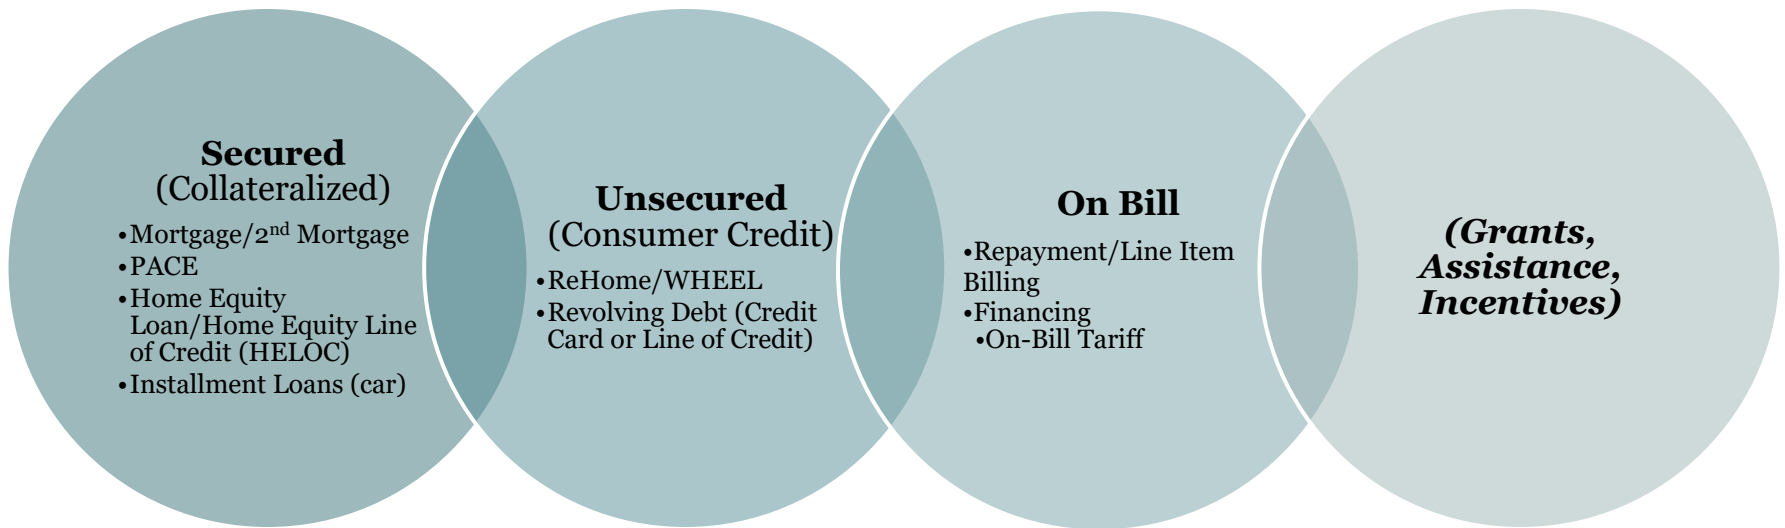 Secured
(Collateralized)
•Mortgage/2nd Mortgage
•PACE
•Home Equity
Loan/Home Equity Line
of Credit (HELOC)
•Installment Loans (car)
Unsecured
(Consumer Credit)
•ReHome/WHEEL
•Revolving Debt (Credit
Card or Line of Credit)
On Bill
•Repayment/Line Item
Billing
•Financing
•On-Bill Tariff
(Grants,
Assistance,
Incentives)